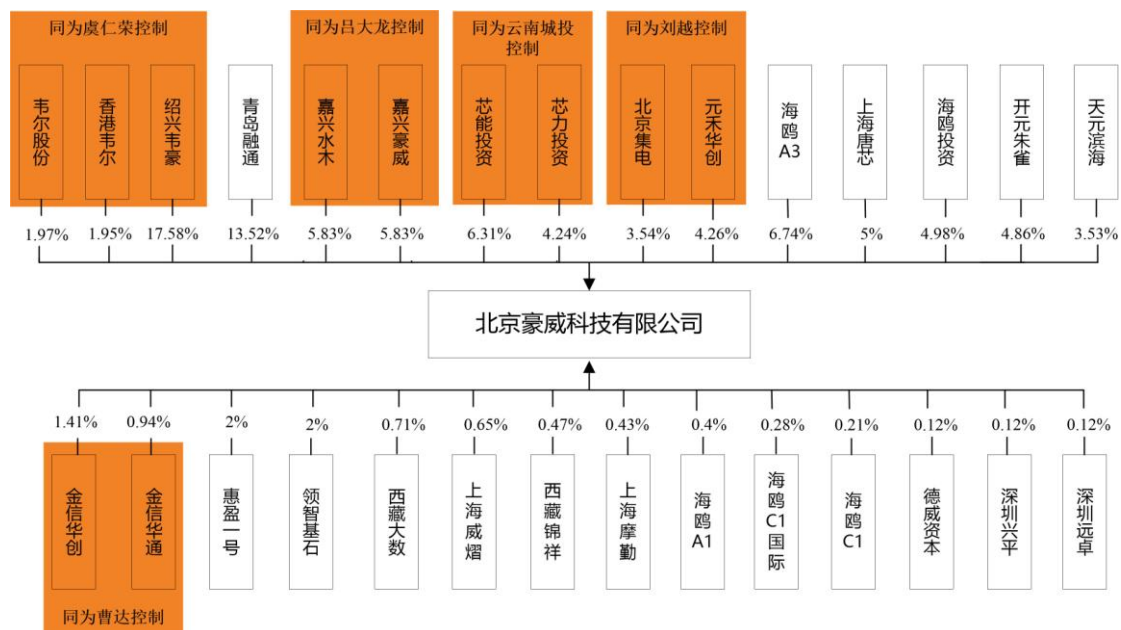 同为虞仁荣控制
同为吕大龙控制
同为云南城投
控制
同为刘越控制
韦尔股份
香港韦尔
绍兴韦豪
青岛融通
嘉兴水木
嘉兴豪威
芯能投资
芯力投资
北京集电
元禾华创
海鸥A3
上海唐芯
海鸥投资
开元朱雀
天元滨海
1.97%
1.95%
17.58%
13.52%
5.83%
5.83%
6.31%
4.24%
3.54%
4.26%
6.74%
5%
4.98%
4.86%
3.53%
北京豪威科技有限公司
1.41%
0.94%
2%
2%
0.71%
0.65%
0.47%
0.43%
0.4%
0.28%
0.21%
0.12%
0.12%
0.12%
金信华创
金信华通
惠盈一号
领智基石
西藏大数
上海威熠
西藏锦祥
上海摩勤
海鸥A1
海鸥C1国际
海鸥C1
德威资本
深圳兴平
深圳远卓
同为曹达控制